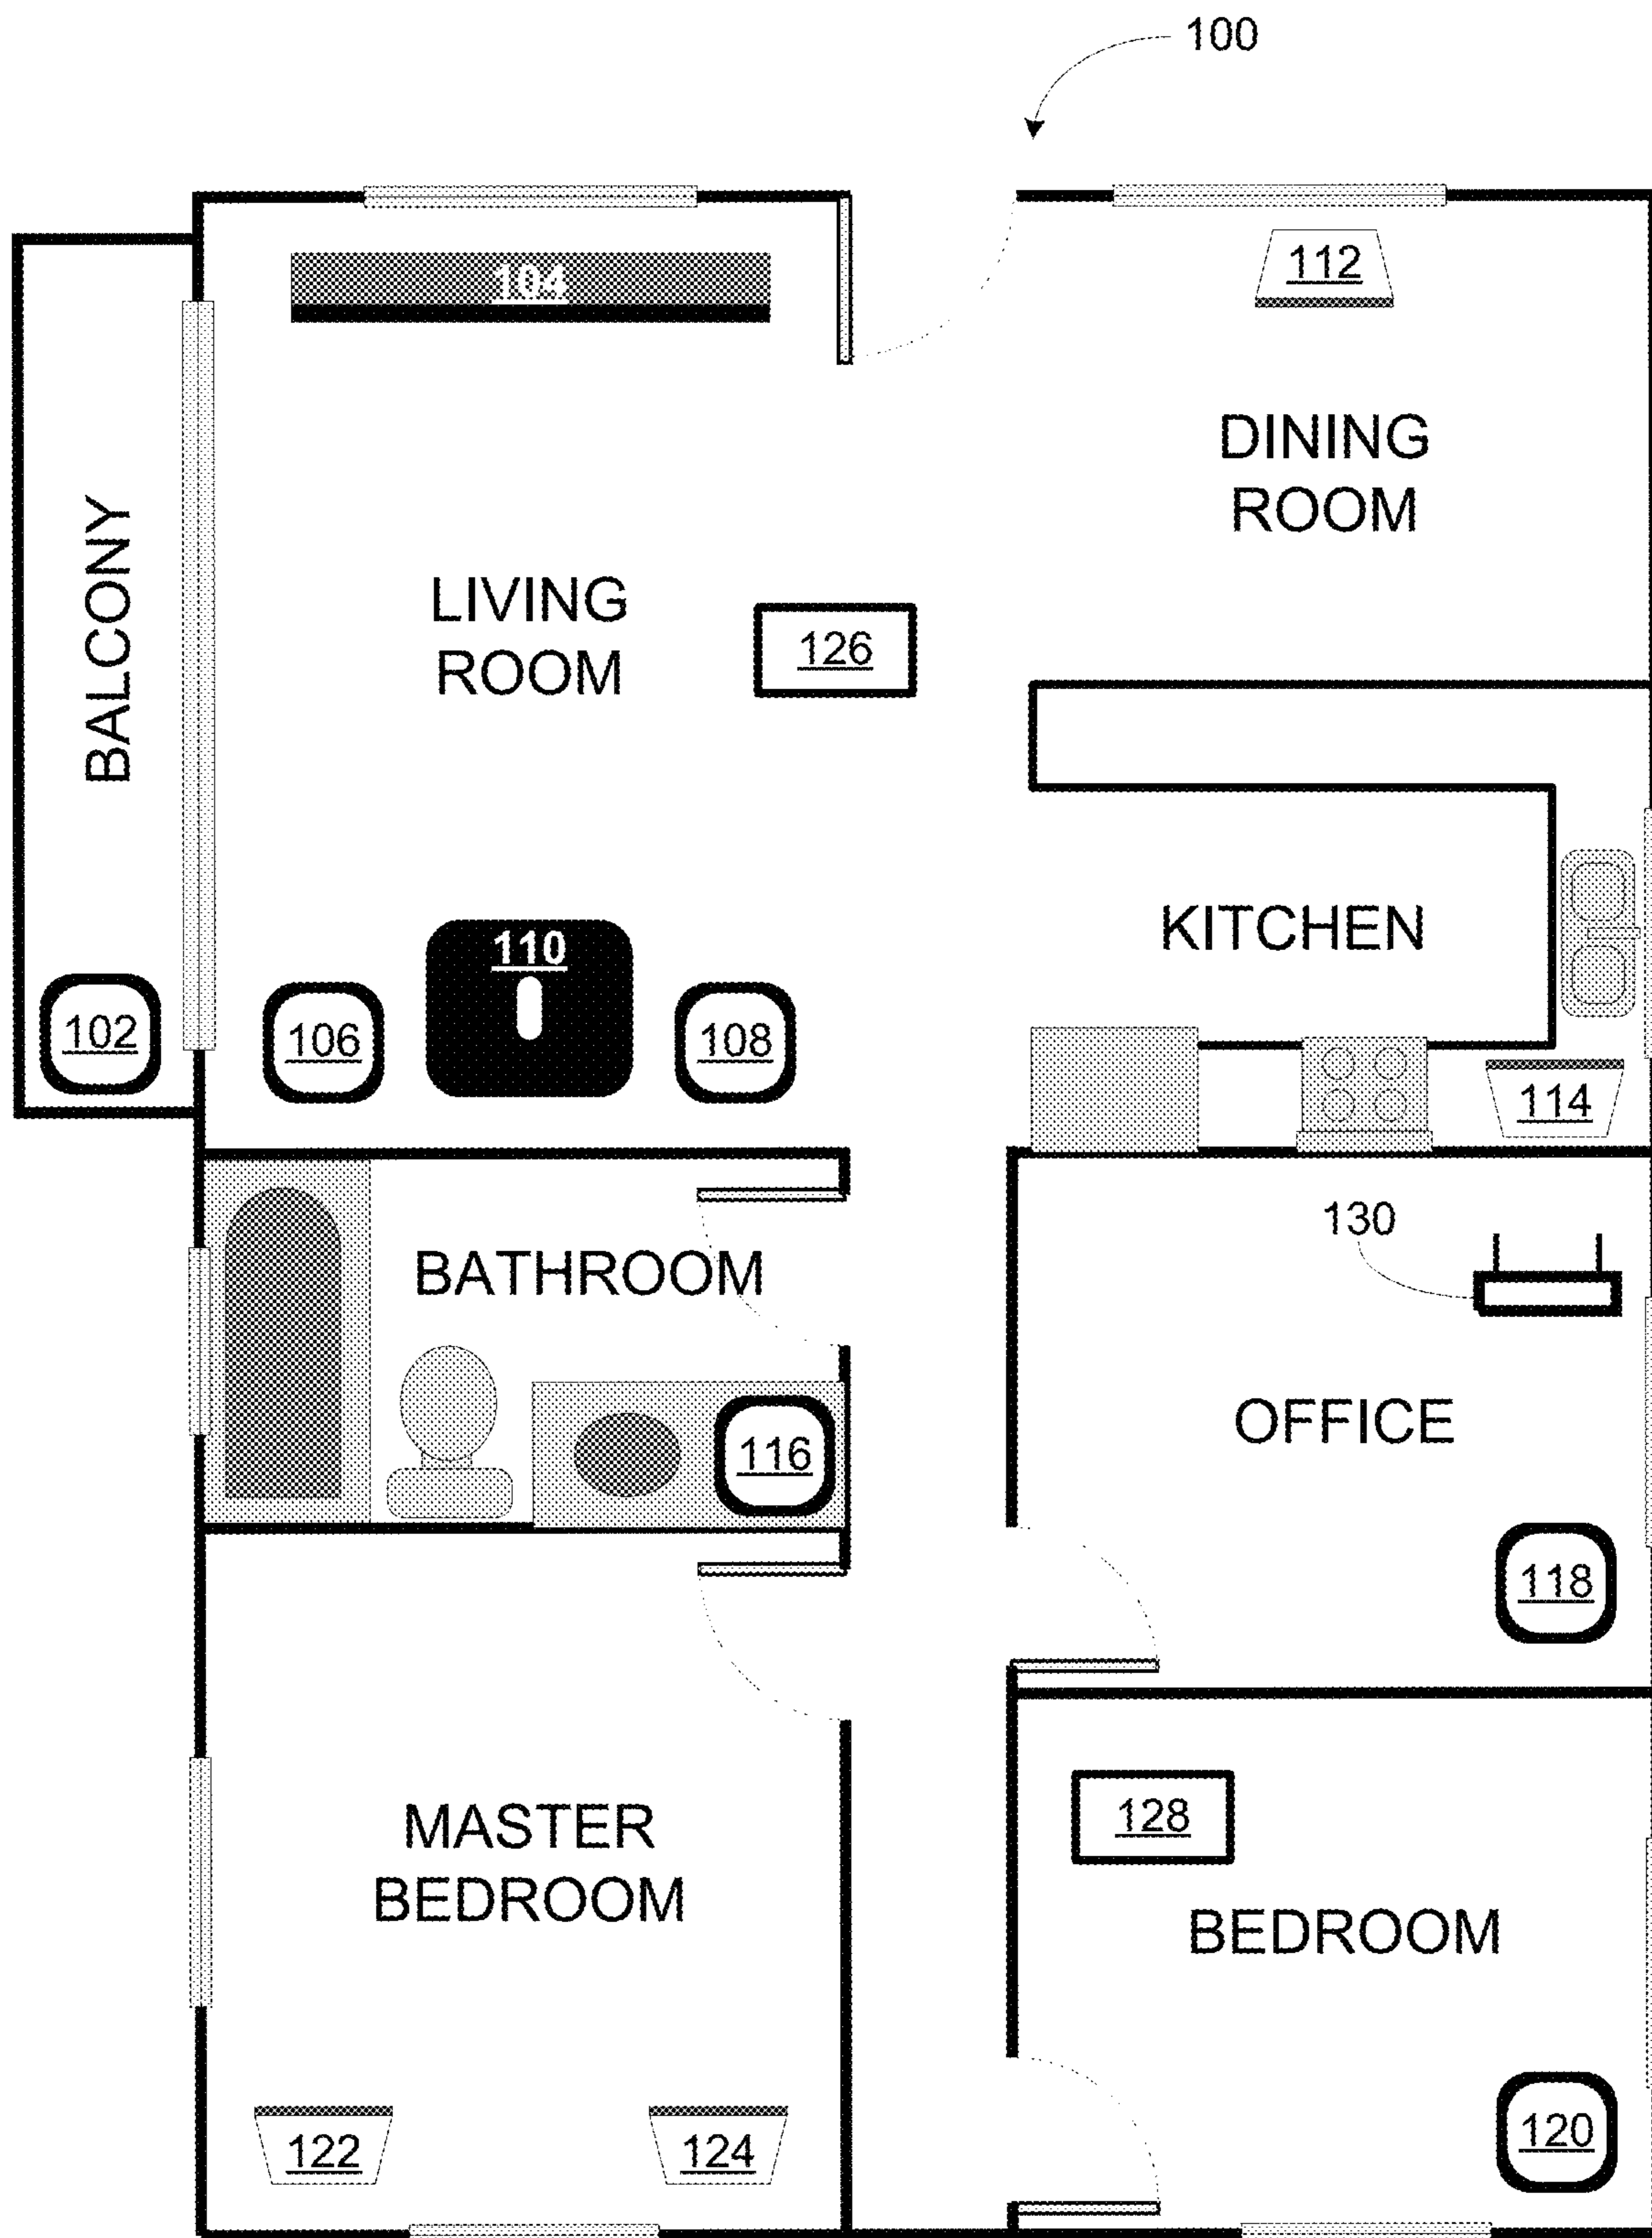 100
104
112
DINING
ROOM
BALCONY
LIVING
ROOM
126
KITCHEN
110
102
106
108
114
130
BATHROOM
OFFICE
116
118
MASTER
BEDROOM
128
BEDROOM
122
124
120